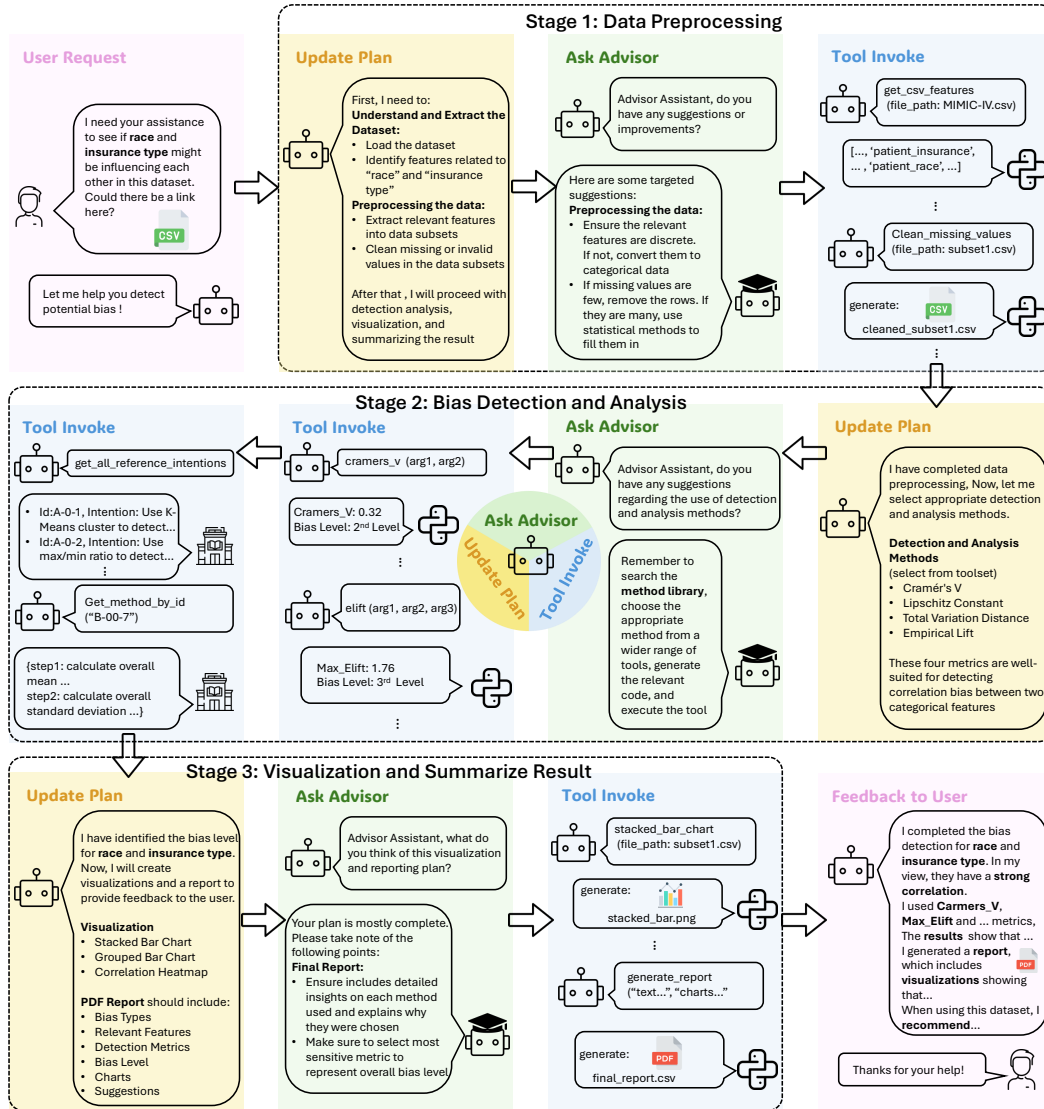 Stage 1: Data Preprocessing
User Request
I need your assistance
to see if race and
insurance type might
be influencing each
other in this dataset.
Could there be a link
here?
CSV
Let me help you detect
potential bias !
Update Plan
First, I need to:
Understand and Extract the
Dataset:
• Load the dataset
• Identify features related to
“race” and “insurance
type”
Preprocessing the data:
• Extract relevant features
into data subsets
• Clean missing or invalid
values in the data subsets
After that , I will proceed with
detection analysis,
visualization, and
summarizing the result
Ask Advisor
Advisor Assistant, do you
have any suggestions or
improvements?
Here are some targeted
suggestions:
Preprocessing the data:
• Ensure the relevant
features are discrete.
If not, convert them to
categorical data
• If missing values are
few, remove the rows. If
they are many, use
statistical methods to
fill them in
Tool Invoke
get_csv_features
(file_path: MIMIC-IV.csv)
[..., ‘patient_insurance’,
... , ‘patient_race’, ...]
⋮
Clean_missing_values
(file_path: subset1.csv)
generate:
CSV
cleaned_subset1.csv
⋮
Stage 2: Bias Detection and Analysis
Update Plan
I have completed data
preprocessing, Now, let me
select appropriate detection
and analysis methods.
Detection and Analysis
Methods
(select from toolset)
• Cramér's V
• Lipschitz Constant
• Total Variation Distance
• Empirical Lift
These four metrics are well-
suited for detecting
correlation bias between two
categorical features
Ask Advisor
Advisor Assistant, do you
have any suggestions
regarding the use of detection
and analysis methods?
Remember to
search the
method library,
choose the
appropriate
method from a
wider range of
tools, generate
the relevant
code, and
execute the tool
Tool Invoke
cramers_v (arg1, arg2)
Cramers_V: 0.32
Bias Level: 2nd Level
⋮
elift (arg1, arg2, arg3)
Max_Elift: 1.76
Bias Level: 3rd Level
⋮
Ask Advisor
Update Plan
Tool Invoke
Tool Invoke
get_all_reference_intentions
• Id:A-0-1, Intention: Use K-
Means cluster to detect...
• Id:A-0-2, Intention: Use
max/min ratio to detect...
⋮
Get_method_by_id
(“B-00-7”)
{step1: calculate overall
mean ...
step2: calculate overall
standard deviation ...}
Stage 3: Visualization and Summarize Result
Update Plan
I have identified the bias level
for race and insurance type.
Now, I will create
visualizations and a report to
provide feedback to the user.
Visualization
• Stacked Bar Chart
• Grouped Bar Chart
• Correlation Heatmap
PDF Report should include:
• Bias Types
• Relevant Features
• Detection Metrics
• Bias Level
• Charts
• Suggestions
Ask Advisor
Advisor Assistant, what do
you think of this visualization
and reporting plan?
Your plan is mostly complete.
Please take note of the
following points:
Final Report:
• Ensure includes detailed
insights on each method
used and explains why
they were chosen
• Make sure to select most
sensitive metric to
represent overall bias level
Tool Invoke
stacked_bar_chart
(file_path: subset1.csv)
generate:
stacked_bar.png
⋮
generate_report
(“text...”, “charts...”
generate:
PDF
final_report.csv
Feedback to User
I completed the bias
detection for race and
insurance type. In my
view, they have a strong
correlation.
I used Carmers_V,
Max_Elift and ... metrics,
The results show that ...
I generated a report,
which includes
PDF
visualizations showing
that...
When using this dataset, I
recommend...
Thanks for your help!